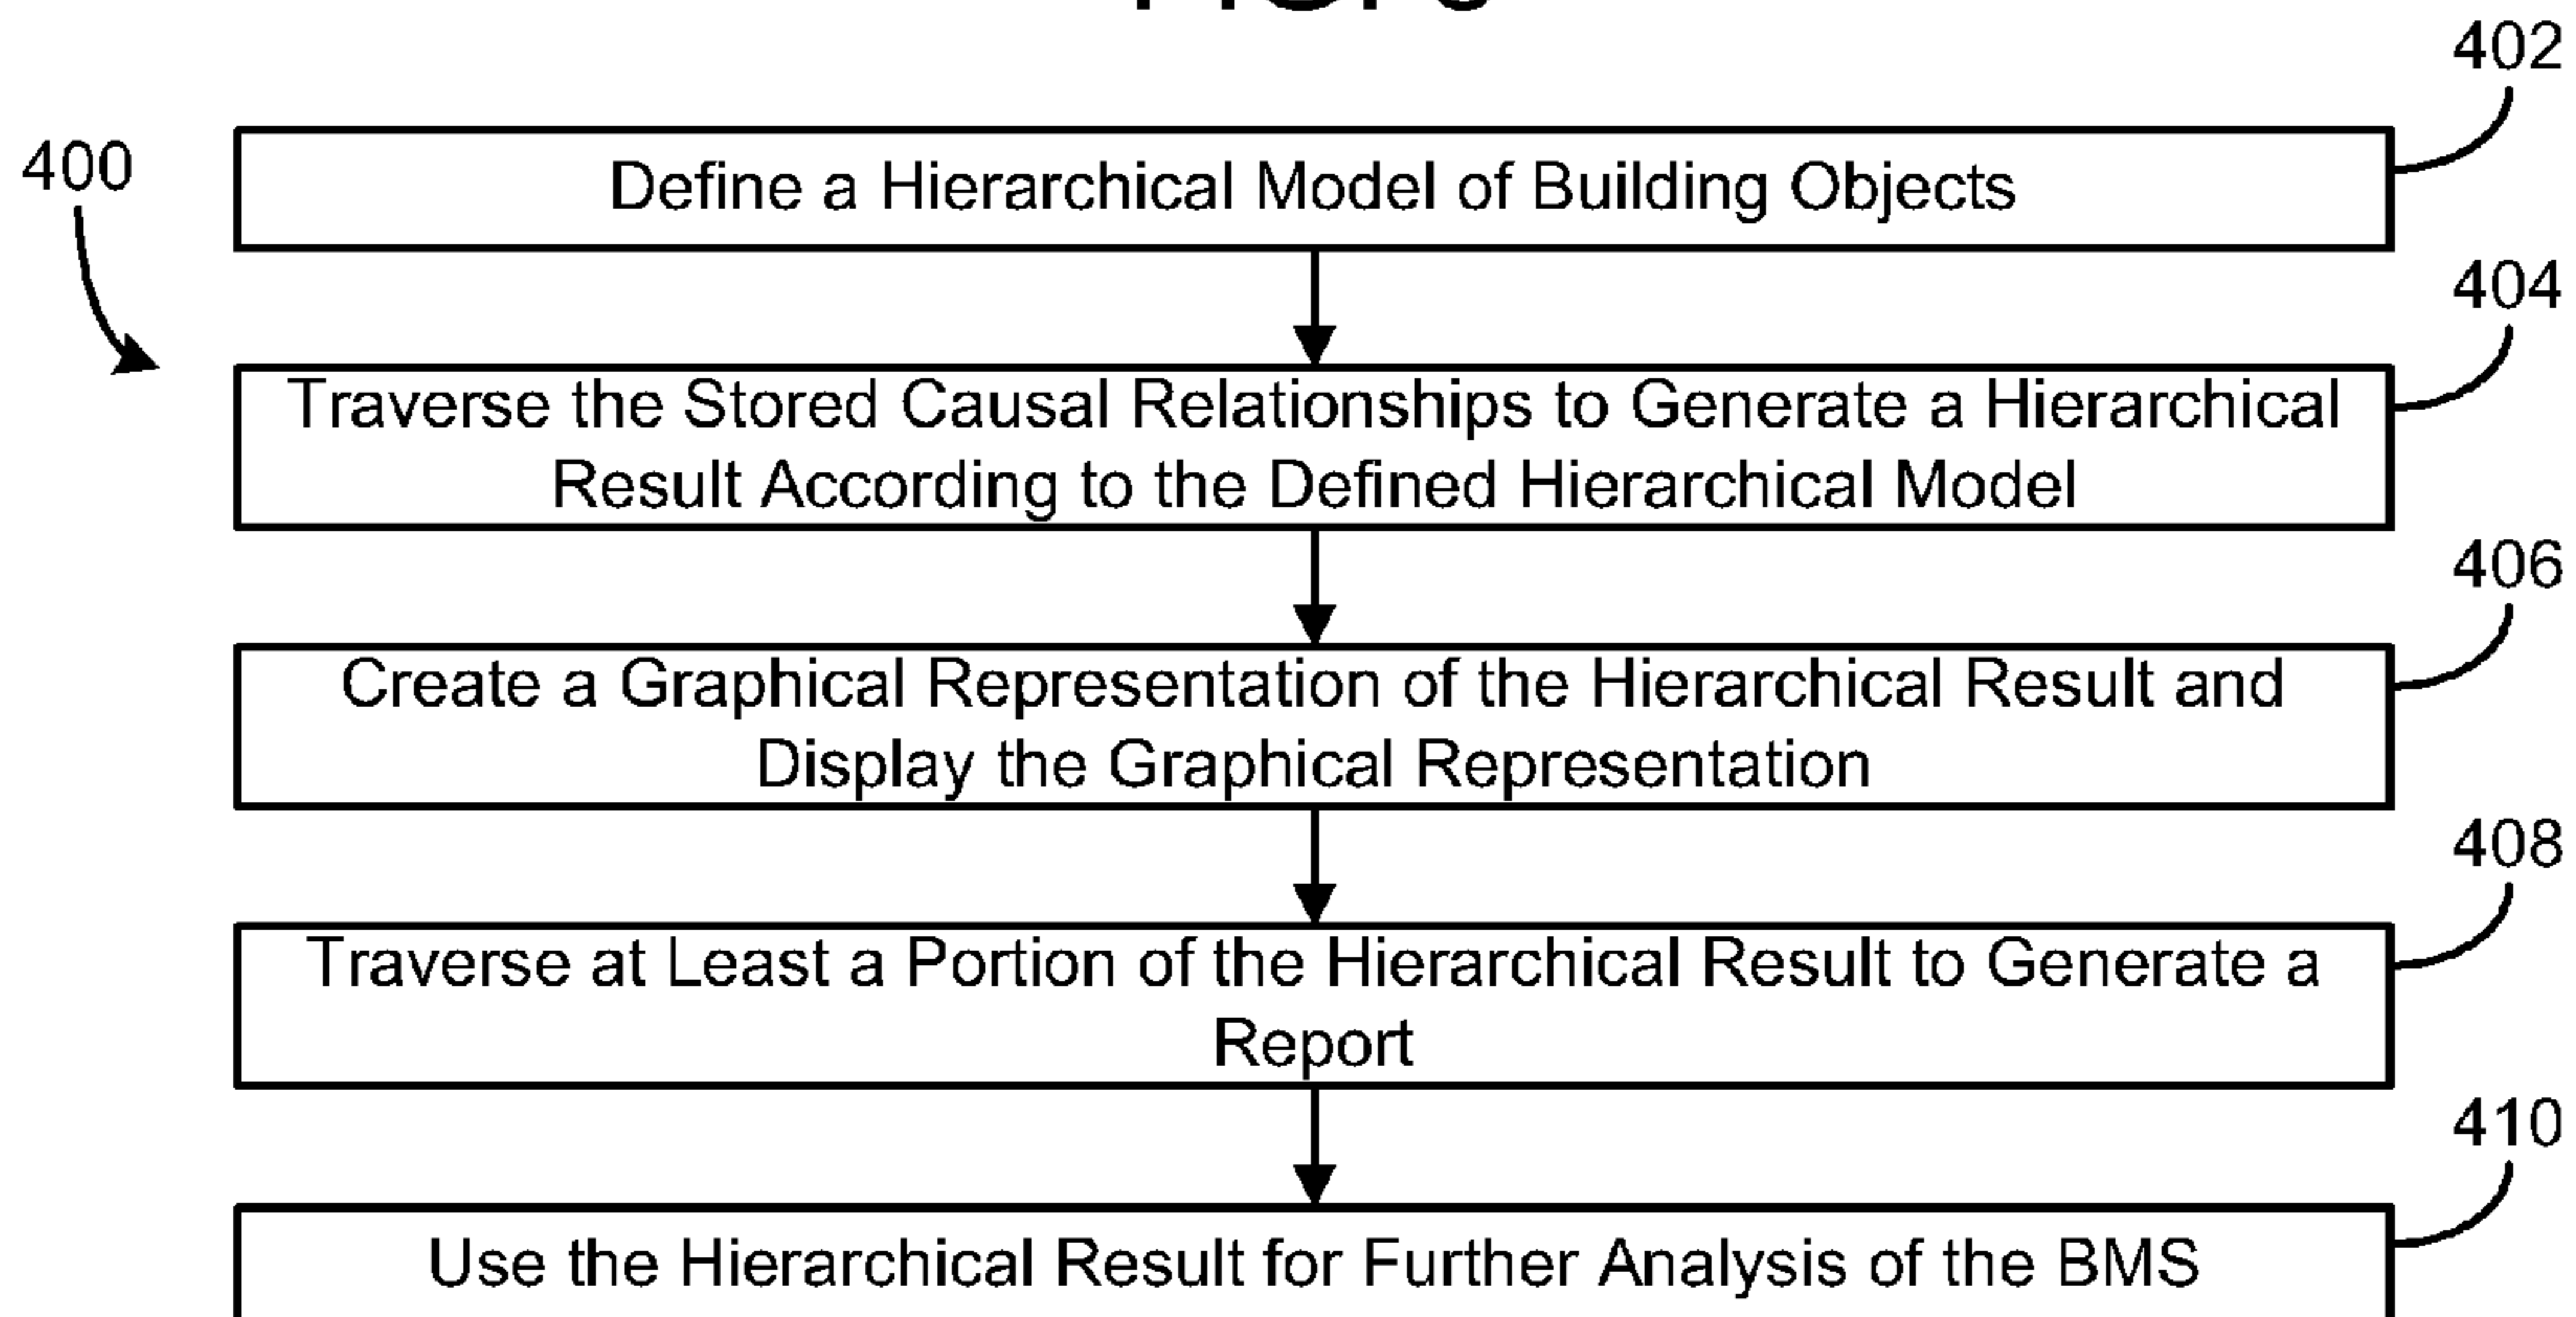 402
400
Define a Hierarchical Model of Building Objects
404
Traverse the Stored Causal Relationships to Generate a Hierarchical
Result According to the Defined Hierarchical Model
406
Create a Graphical Representation of the Hierarchical Result and
Display the Graphical Representation
408
Traverse at Least a Portion of the Hierarchical Result to Generate a
Report
410
Use the Hierarchical Result for Further Analysis of the BMS